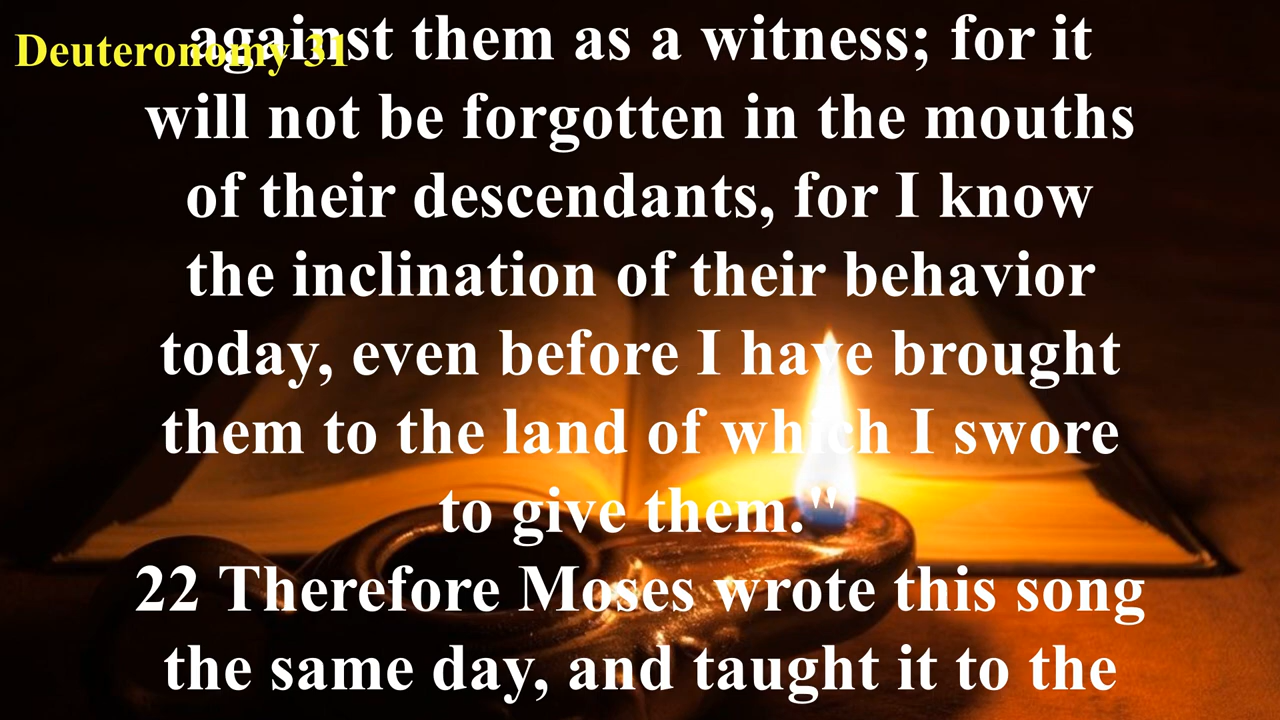 Deuteronomy 31
against them as a witness; for it
will not be forgotten in the mouths
of their descendants, for I know
the inclination of their behavior
today, even before I have brought
them to the land of which I swore
to give them."
22 Therefore Moses wrote this song
the same day, and taught it to the